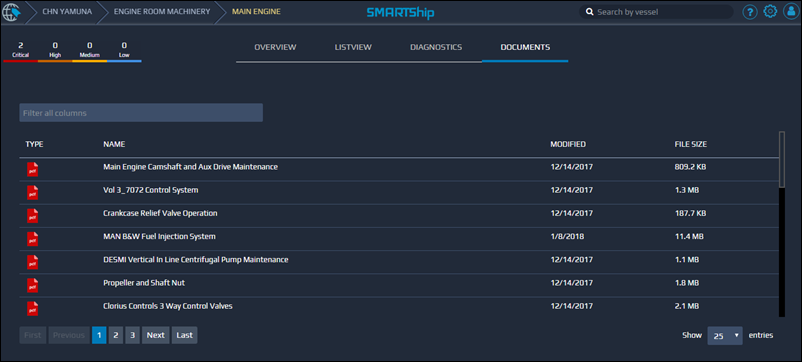 CHN YAMUNA ENGINE ROOM MACHINERY MAIN ENGINE SMARTShip Search by vessel ?
2 0 0 0
Critical High Medium Low
OVERVIEW LISTVIEW DIAGNOSTICS DOCUMENTS
Filter all columns
TYPE NAME MODIFIED FILE SIZE
PDF Main Engine Camshaft and Aux Drive Maintenance 12/14/2017 809.2 KB
PDF Vol 3_7072 Control System 12/14/2017 1.3 MB
PDF Crankcase Relief Valve Operation 12/14/2017 187.7 KB
PDF MAN B&W Fuel Injection System 1/8/2018 11.4 MB
PDF DESMI Vertical In Line Centrifugal Pump Maintenance 12/14/2017 1.1 MB
PDF Propeller and Shaft Nut 12/14/2017 1.8 MB
PDF Clorius Controls 3 Way Control Valves 12/14/2017 2.1 MB
First Previous 1 2 3 Next Last Show 25 entries